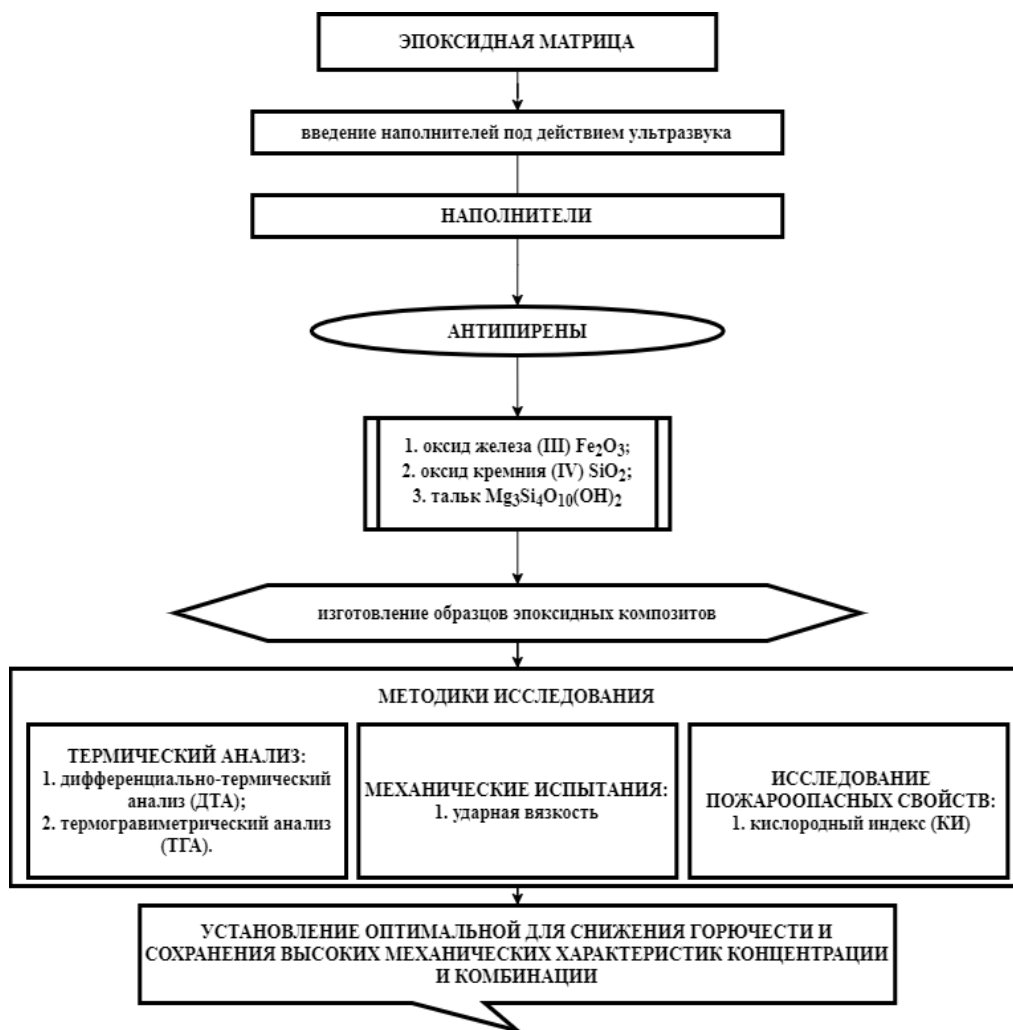 ЭПОКСИДНАЯ МАТРИЦА
введение наполнителей под действием ультразвука
НАПОЛНИТЕЛИ
АНТИПИРЕНЫ
1. оксид железа (III) Fe₂O₃;
2. оксид кремния (IV) SiO₂;
3. тальк Mg₃Si₄O₁₀(OH)₂
изготовление образцов эпоксидных композитов
МЕТОДИКИ ИССЛЕДОВАНИЯ
ТЕРМИЧЕСКИЙ АНАЛИЗ:
1. дифференциально-термический
анализ (ДТА);
2. термогравиметрический анализ
(ТГА).
МЕХАНИЧЕСКИЕ ИСПЫТАНИЯ:
1. ударная вязкость
ИССЛЕДОВАНИЕ
ПОЖАРООПАСНЫХ СВОЙСТВ:
1. кислородный индекс (КИ)
УСТАНОВЛЕНИЕ ОПТИМАЛЬНОЙ ДЛЯ СНИЖЕНИЯ ГОРЮЧЕСТИ И
СОХРАНЕНИЯ ВЫСОКИХ МЕХАНИЧЕСКИХ ХАРАКТЕРИСТИК КОНЦЕНТРАЦИИ
И КОМБИНАЦИИ